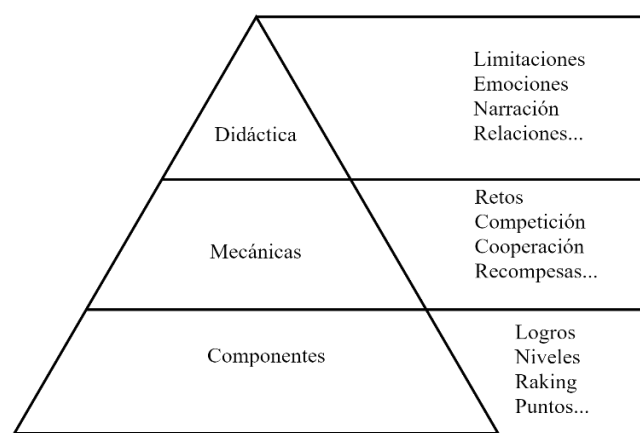 Limitaciones
Emociones
Narración
Relaciones...
Didáctica
Retos
Competición
Cooperación
Recompesas...
Mecánicas
Logros
Niveles
Raking
Puntos...
Componentes